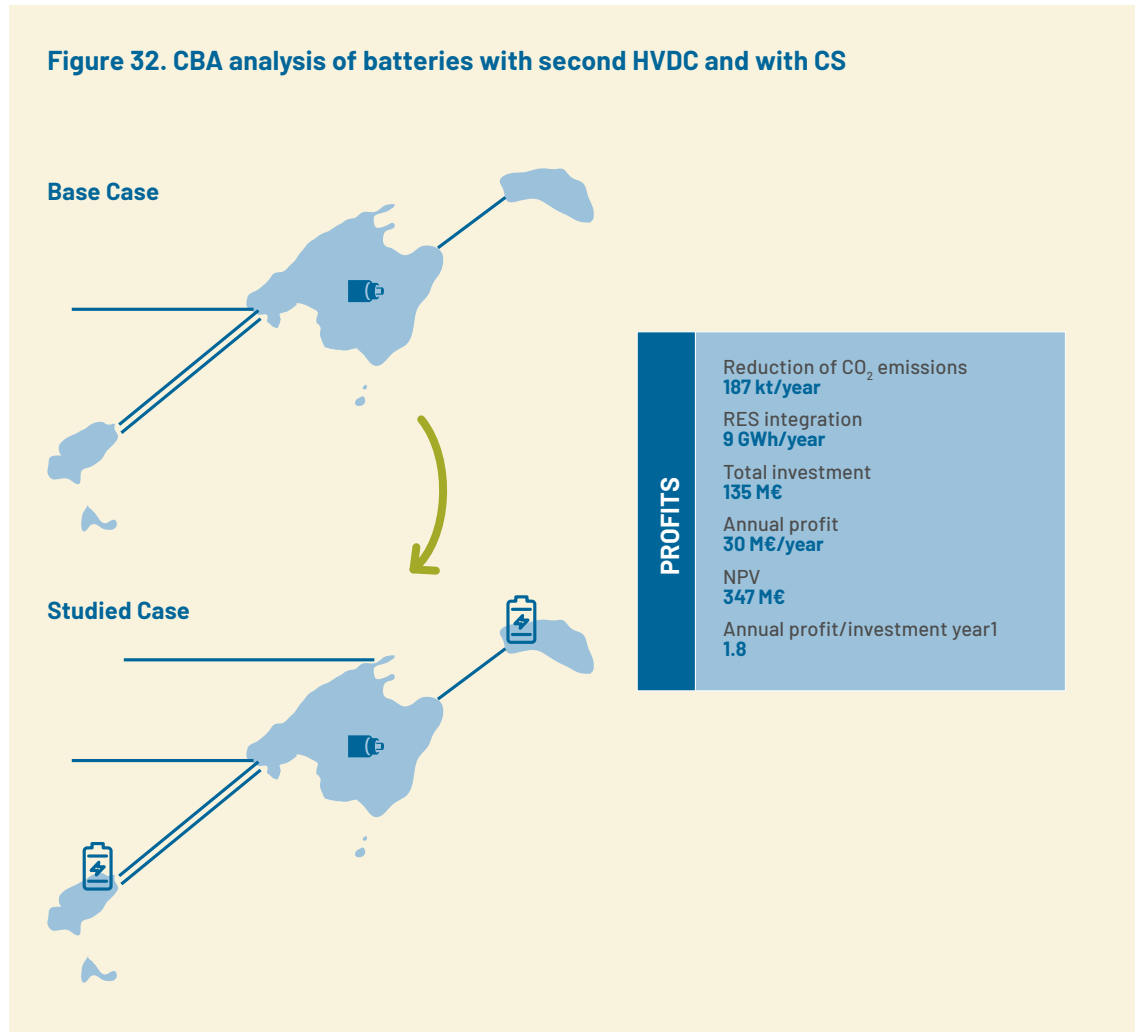 Figure 32. CBA analysis of batteries with second HVDC and with CS
Base Case
Studied Case
PROFITS
Reduction of CO₂ emissions
187 kt/year
RES integration
9 GWh/year
Total investment
135 M€
Annual profit
30 M€/year
NPV
347 M€
Annual profit/investment year1
1.8